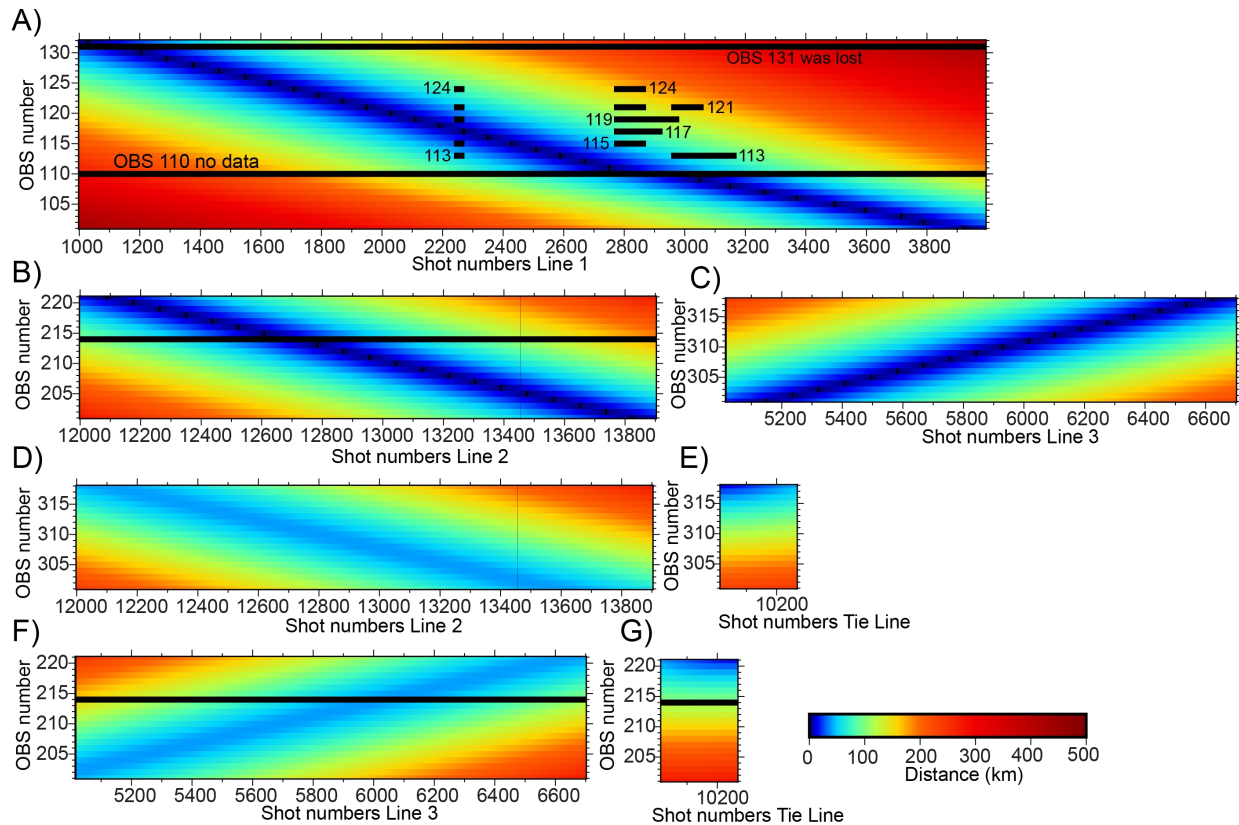 A)
OBS number
130
125
120
115
110
105
OBS 131 was lost
124
124
121
119
117
115
113
113
OBS 110 no data
1000 1200 1400 1600 1800 2000 2200 2400 2600 2800 3000 3200 3400 3600 3800
Shot numbers Line 1
B)
OBS number
220
215
210
205
12000 12200 12400 12600 12800 13000 13200 13400 13600 13800
Shot numbers Line 2
C)
OBS number
315
310
305
5200 5400 5600 5800 6000 6200 6400 6600
Shot numbers Line 3
D)
OBS number
315
310
305
12000 12200 12400 12600 12800 13000 13200 13400 13600 13800
Shot numbers Line 2
E)
OBS number
315
310
305
10200
Shot numbers Tie Line
F)
OBS number
220
215
210
205
5200 5400 5600 5800 6000 6200 6400 6600
Shot numbers Line 3
G)
OBS number
220
215
210
205
10200
Shot numbers Tie Line
0 100 200 300 400 500
Distance (km)